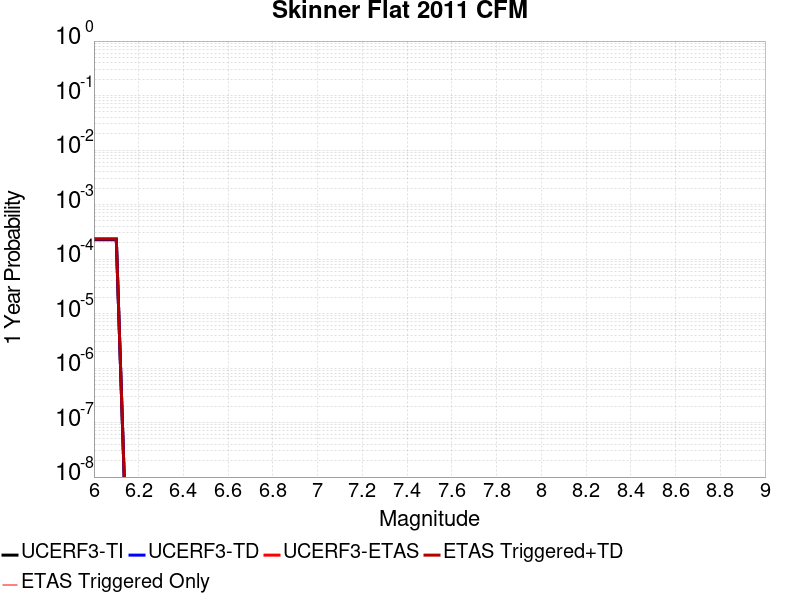 Skinner Flat 2011 CFM
10^0
10^-1
10^-2
10^-3
10^-4
10^-5
10^-6
10^-7
10^-8
1 Year Probability
6 6.2 6.4 6.6 6.8 7 7.2 7.4 7.6 7.8 8 8.2 8.4 8.6 8.8 9
Magnitude
UCERF3-TI UCERF3-TD UCERF3-ETAS ETAS Triggered+TD
ETAS Triggered Only